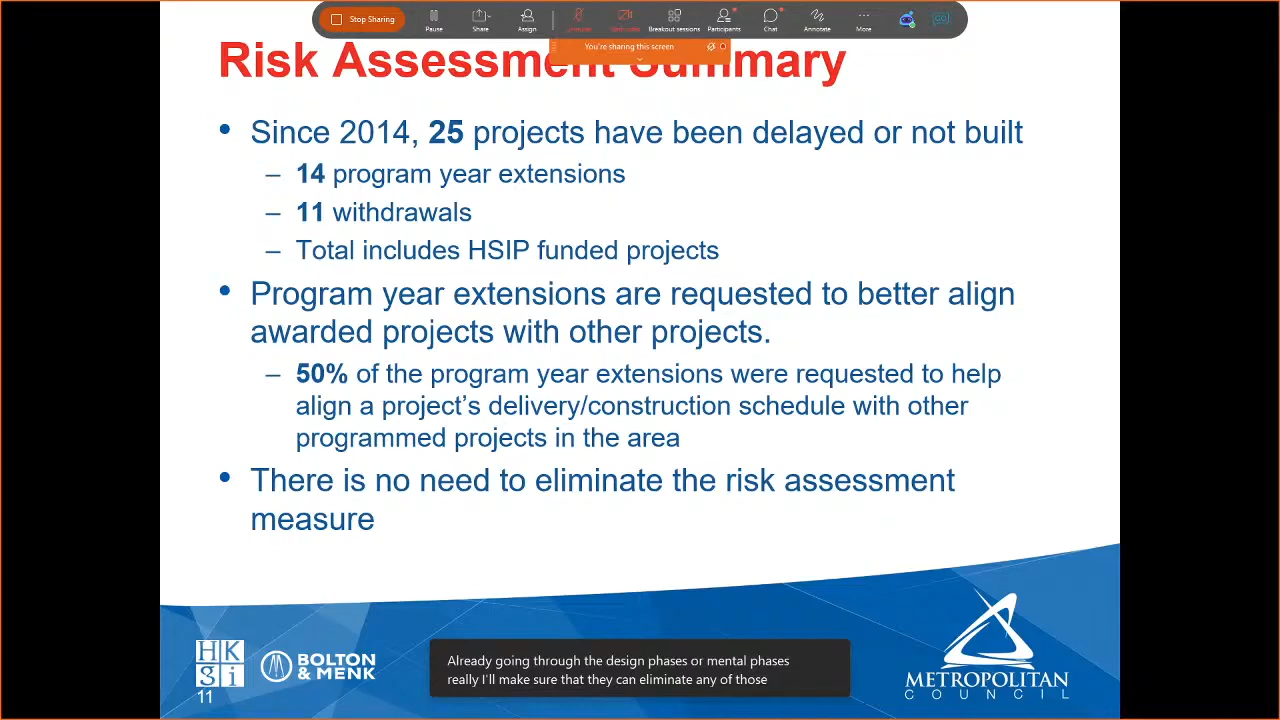 Stop Sharing
Pause
Share
Assign
Breakout sessions
Participants
Chat
Annotate
More
You're sharing this screen
Risk Assessment Summary
• Since 2014, 25 projects have been delayed or not built
– 14 program year extensions
– 11 withdrawals
– Total includes HSIP funded projects
• Program year extensions are requested to better align
awarded projects with other projects.
– 50% of the program year extensions were requested to help
align a project's delivery/construction schedule with other
programmed projects in the area
• There is no need to eliminate the risk assessment
measure
HK
gi
BOLTON
& MENK
11
Already going through the design phases or mental phases
really I'll make sure that they can eliminate any of those
METROPOLITAN
COUNCIL